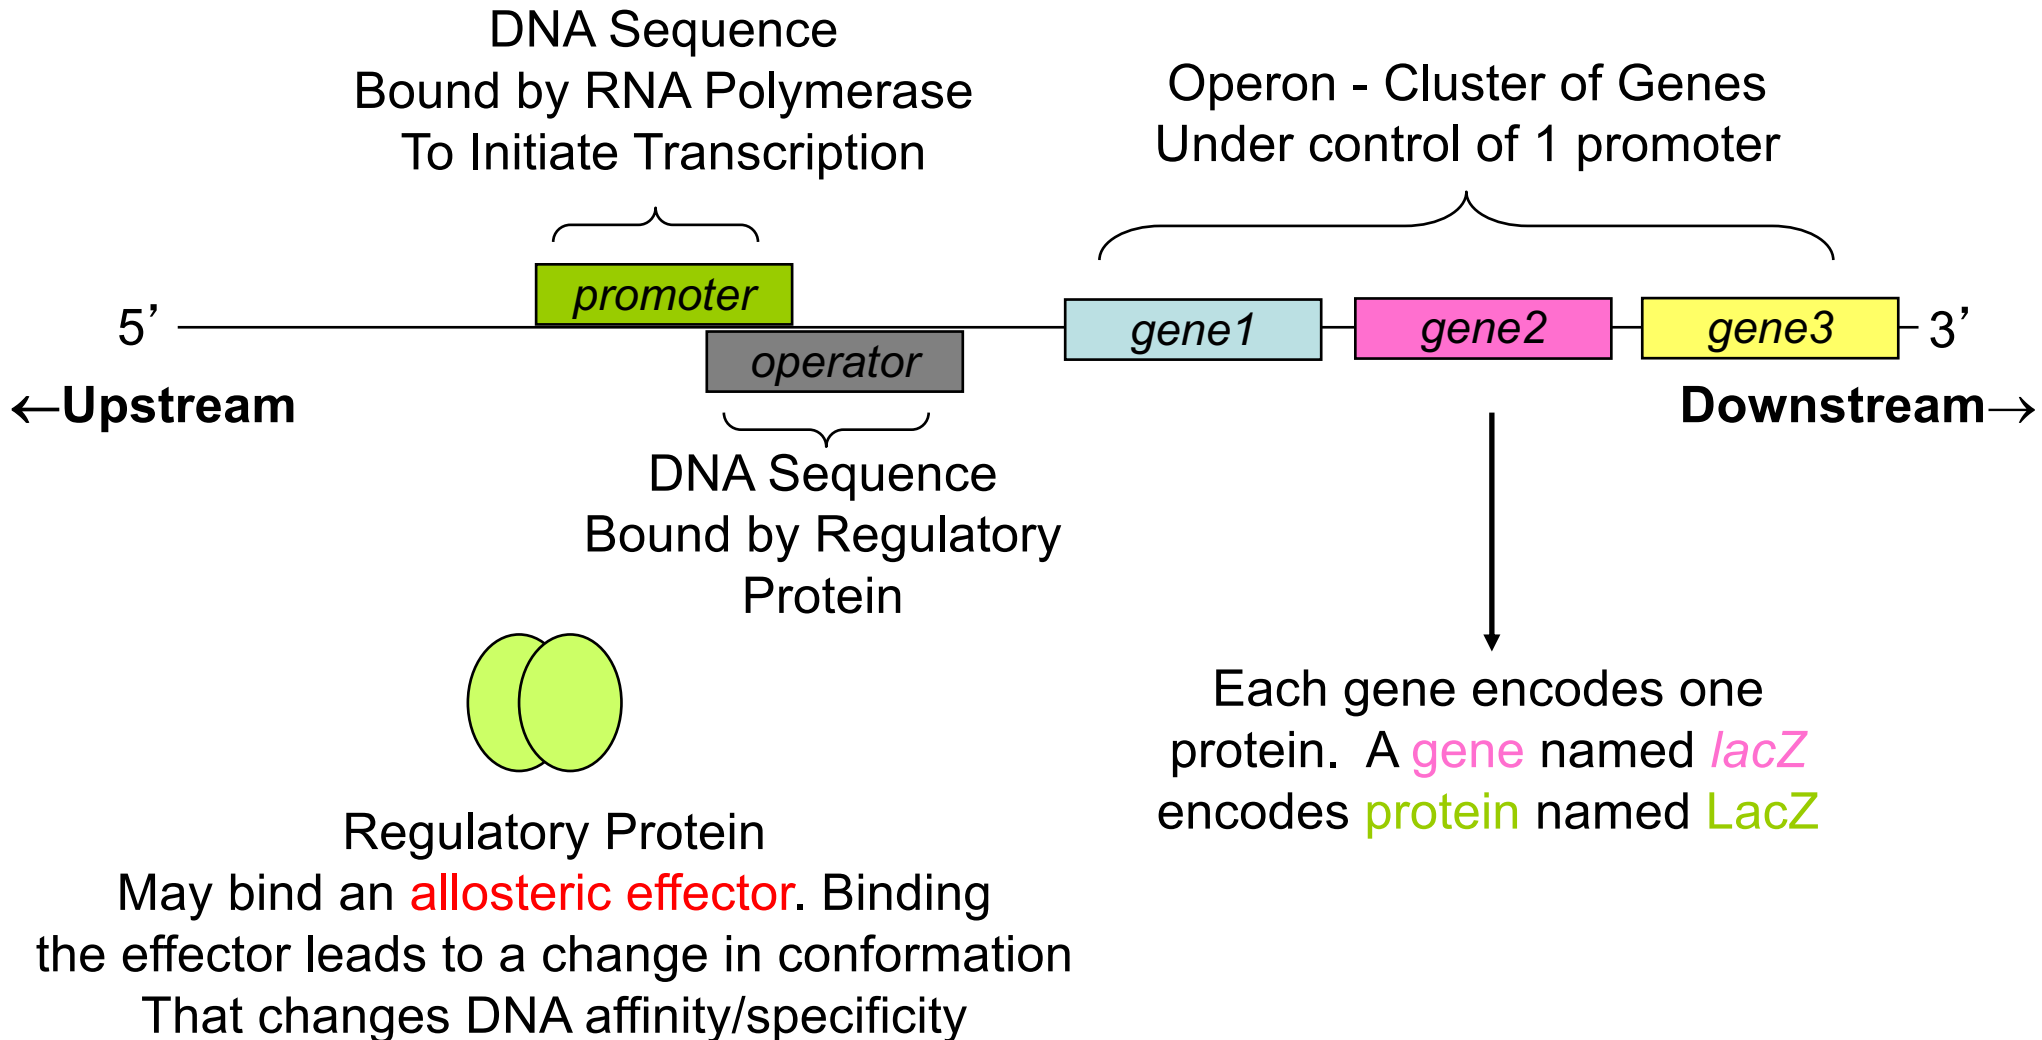 DNA Sequence
Bound by RNA Polymerase
To Initiate Transcription
Operon - Cluster of Genes
Under control of 1 promoter
promoter
5’
operator
gene1
gene2
gene3
3’
←Upstream
Downstream→
DNA Sequence
Bound by Regulatory
Protein
Each gene encodes one
protein.  A gene named lacZ
encodes protein named LacZ
Regulatory Protein
May bind an allosteric effector. Binding
the effector leads to a change in conformation
That changes DNA affinity/specificity